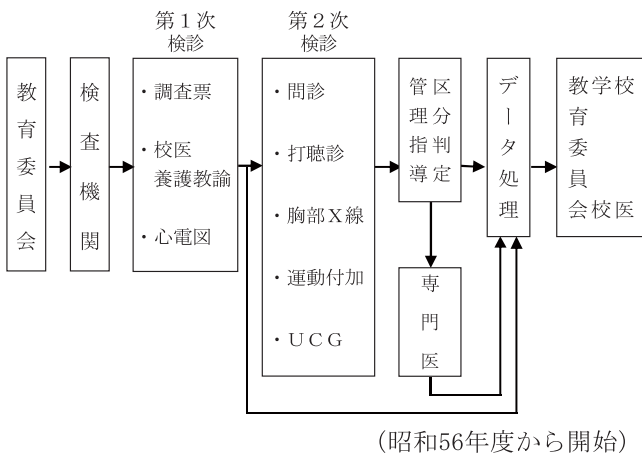 第１次
検診
第２次
検診
教育委員会
検査機関
・調査票
・校医
養護教諭
・心電図
・問診
・打聴診
・胸部Ｘ線
・運動付加
・ＵＣＧ
管理指導
区分判定
専門医
データ処理
教育委員会
学校
校医
（昭和56年度から開始）